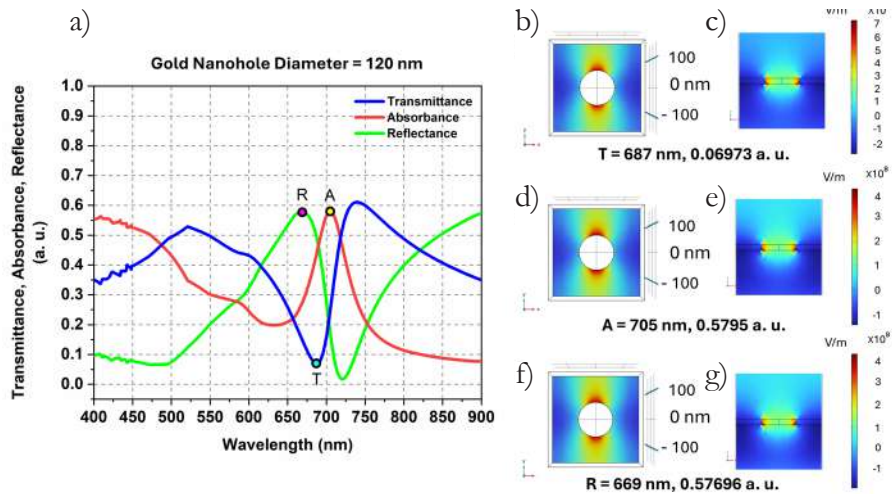 a)
Gold Nanohole Diameter = 120 nm
Transmittance, Absorbance, Reflectance
(a. u.)
1.0
0.9
0.8
0.7
0.6
0.5
0.4
0.3
0.2
0.1
0.0
Transmittance
Absorbance
Reflectance
R
A
T
400 450 500 550 600 650 700 750 800 850 900
Wavelength (nm)
b)
100
0 nm
- 100
c)
V/m
7
6
5
4
3
2
1
0
-1
-2
T = 687 nm, 0.06973 a. u.
d)
100
0 nm
- 100
e)
V/m
4
3
2
1
0
-1
A = 705 nm, 0.5795 a. u.
f)
100
0 nm
- 100
g)
V/m
4
3
2
1
0
-1
R = 669 nm, 0.57696 a. u.